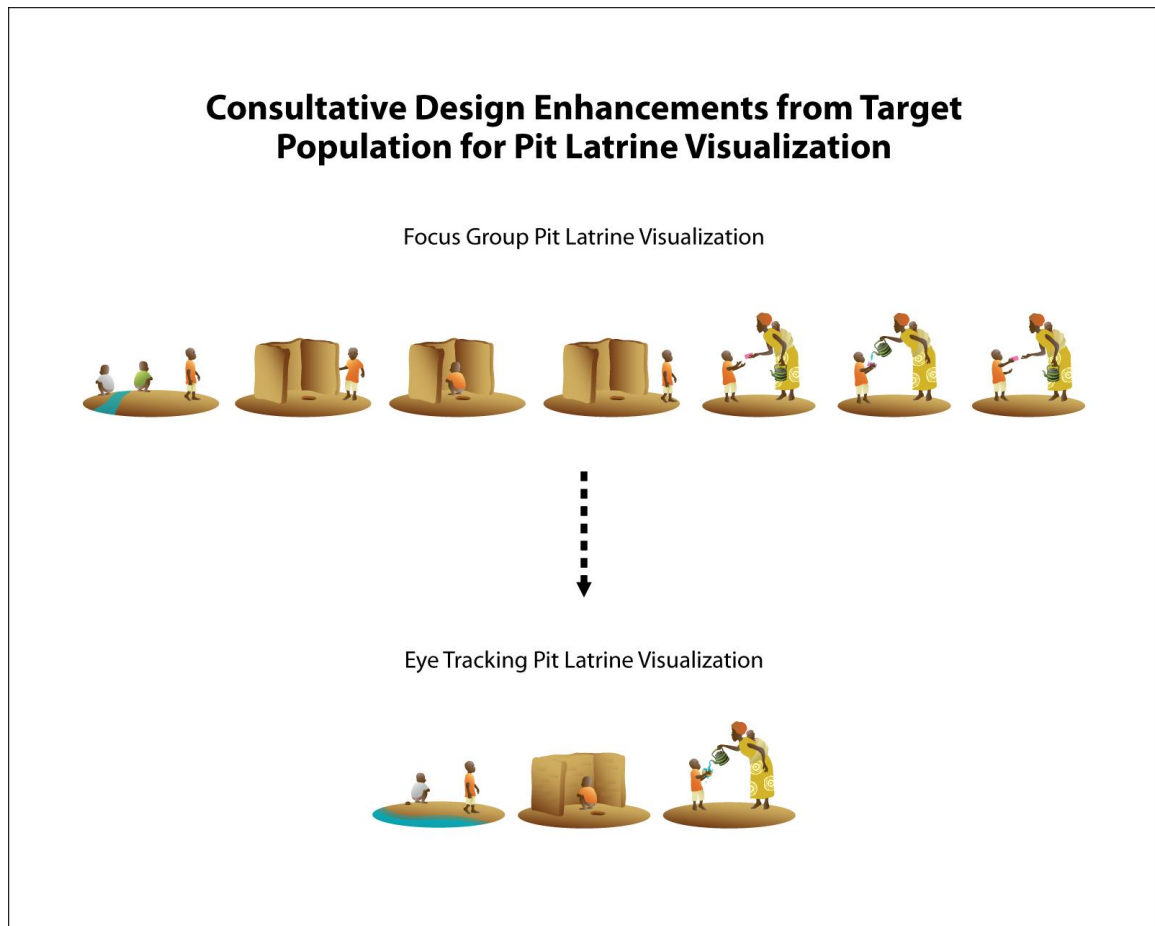 Consultative Design Enhancements from Target
Population for Pit Latrine Visualization
Focus Group Pit Latrine Visualization
Eye Tracking Pit Latrine Visualization